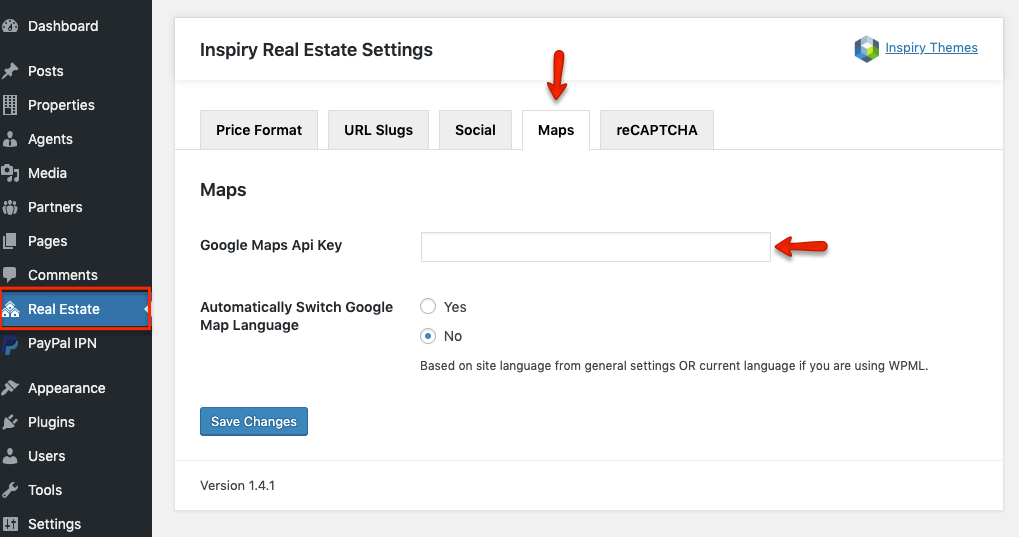 Dashboard
Posts
Properties
Agents
Media
Partners
Pages
Comments
Real Estate
PayPal IPN
Appearance
Plugins
Users
Tools
Settings
Inspiry Real Estate Settings
Inspiry Themes
Price Format
URL Slugs
Social
Maps
reCAPTCHA
Maps
Google Maps Api Key
Automatically Switch Google
Map Language
Yes
No
Based on site language from general settings OR current language if you are using WPML.
Save Changes
Version 1.4.1